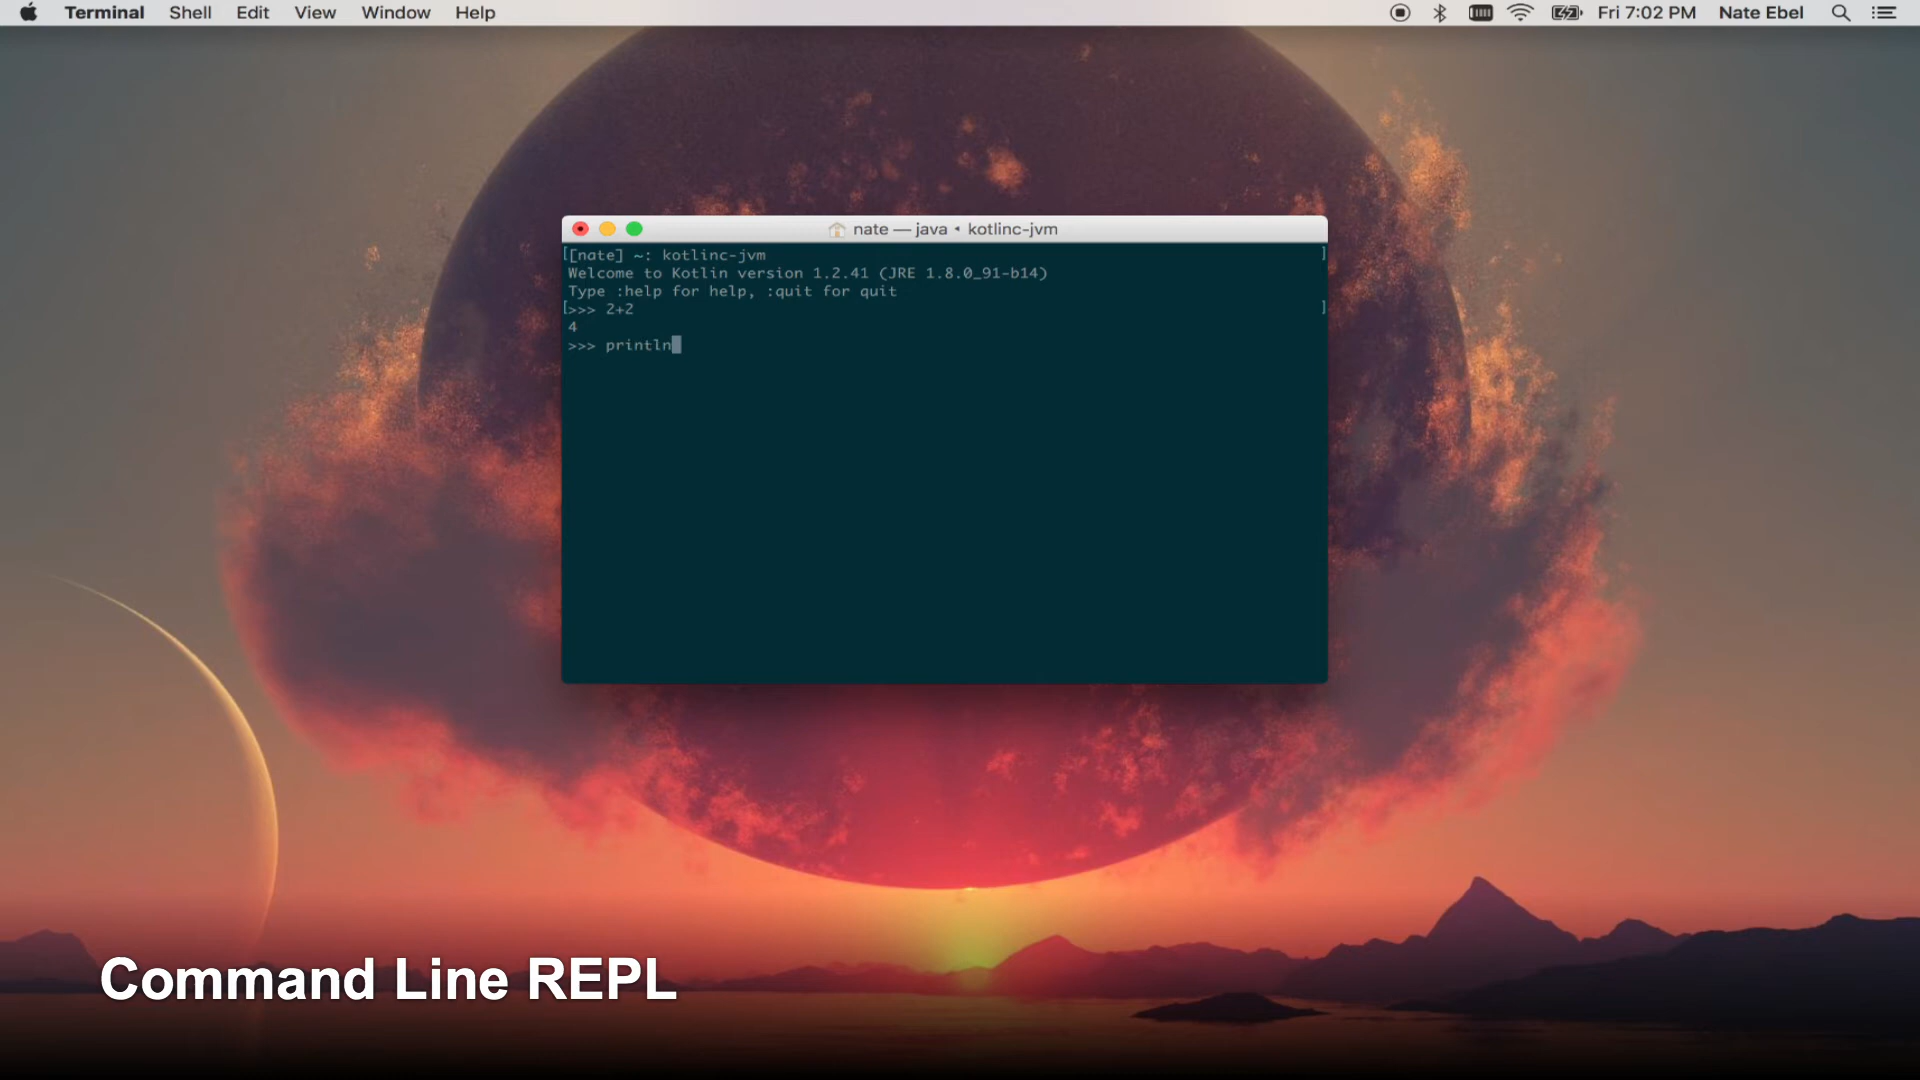 Terminal Shell Edit View Window Help Fri 7:02 PM Nate Ebel
nate — java ◂ kotlinc-jvm
[[nate] ~: kotlinc-jvm ]
Welcome to Kotlin version 1.2.41 (JRE 1.8.0_91-b14)
Type :help for help, :quit for quit
[>>> 2+2 ]
4
>>> println
Command Line REPL